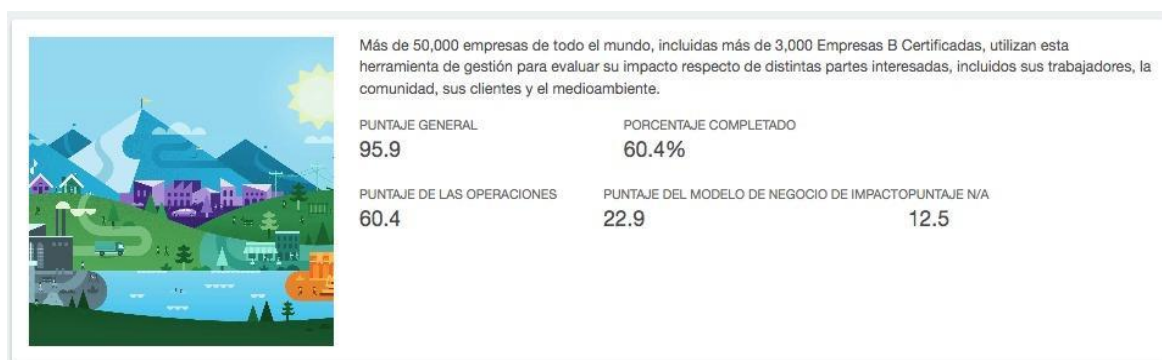 Más de 50,000 empresas de todo el mundo, incluidas más de 3,000 Empresas B Certificadas, utilizan esta
herramienta de gestión para evaluar su impacto respecto de distintas partes interesadas, incluidos sus trabajadores, la
comunidad, sus clientes y el medioambiente.
PUNTAJE GENERAL PORCENTAJE COMPLETADO
95.9 60.4%
PUNTAJE DE LAS OPERACIONES PUNTAJE DEL MODELO DE NEGOCIO DE IMPACTOPUNTAJE N/A
60.4 22.9 12.5